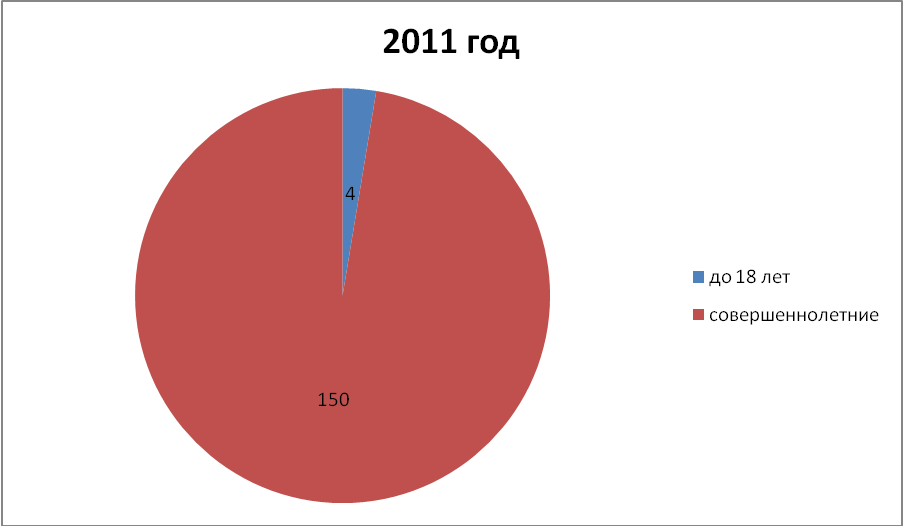 2011 год
4
150
до 18 лет
совершеннолетние